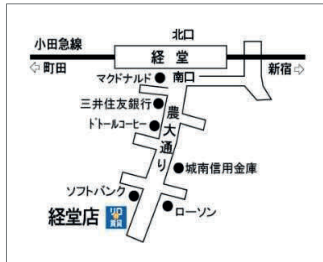 北口
小田急線
経堂
⇦町田
新宿⇨
マクドナルド
南口
三井住友銀行
ドトールコーヒー
農大通り
城南信用金庫
ソフトバンク
ローソン
経堂店
賃貸